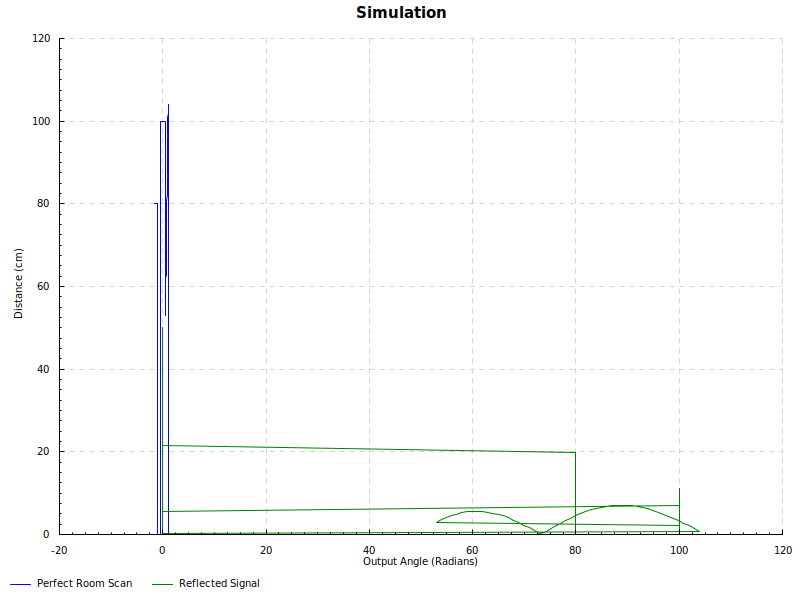 Simulation
120
100
80
60
40
20
0
Distance (cm)
-20 0 20 40 60 80 100 120
Output Angle (Radians)
Perfect Room Scan Reflected Signal